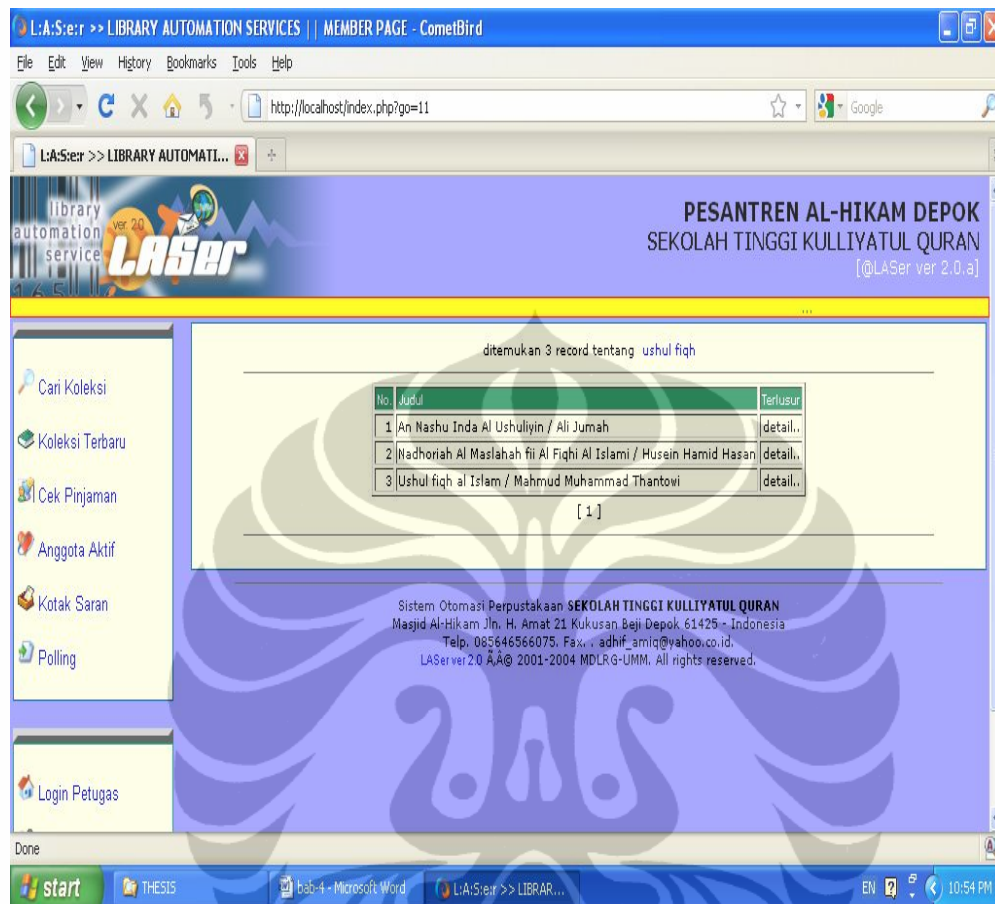 L:A:S:e:r >> LIBRARY AUTOMATION SERVICES || MEMBER PAGE - CometBird
File Edit View History Bookmarks Tools Help
http://localhost/index.php?go=11
Google
L:A:S:e:r >> LIBRARY AUTOMATI...
library
automation
service
ver. 2.0
LASer
PESANTREN AL-HIKAM DEPOK
SEKOLAH TINGGI KULLIYATUL QURAN
[@LASer ver 2.0.a]
...
Cari Koleksi
Koleksi Terbaru
Cek Pinjaman
Anggota Aktif
Kotak Saran
Polling
Login Petugas
ditemukan 3 record tentang ushul fiqh
No. Judul Terlusur
1 An Nashu Inda Al Ushuliyin / Ali Jumah detail..
2 Nadhoriah Al Maslahah fii Al Fiqhi Al Islami / Husein Hamid Hasan detail..
3 Ushul fiqh al Islam / Mahmud Muhammad Thantowi detail..
[ 1 ]
Sistem Otomasi Perpustakaan SEKOLAH TINGGI KULLIYATUL QURAN
Masjid Al-Hikam Jln. H. Amat 21 Kukusan Beji Depok 61425 - Indonesia
Telp. 085646566075. Fax. . adhif_amiq@yahoo.co.id.
LASer ver 2.0 Ã‚Â© 2001-2004 MDLRG-UMM. All rights reserved.
Done
start THESIS bab-4 - Microsoft Word L:A:S:e:r >> LIBRAR... EN 10:54 PM